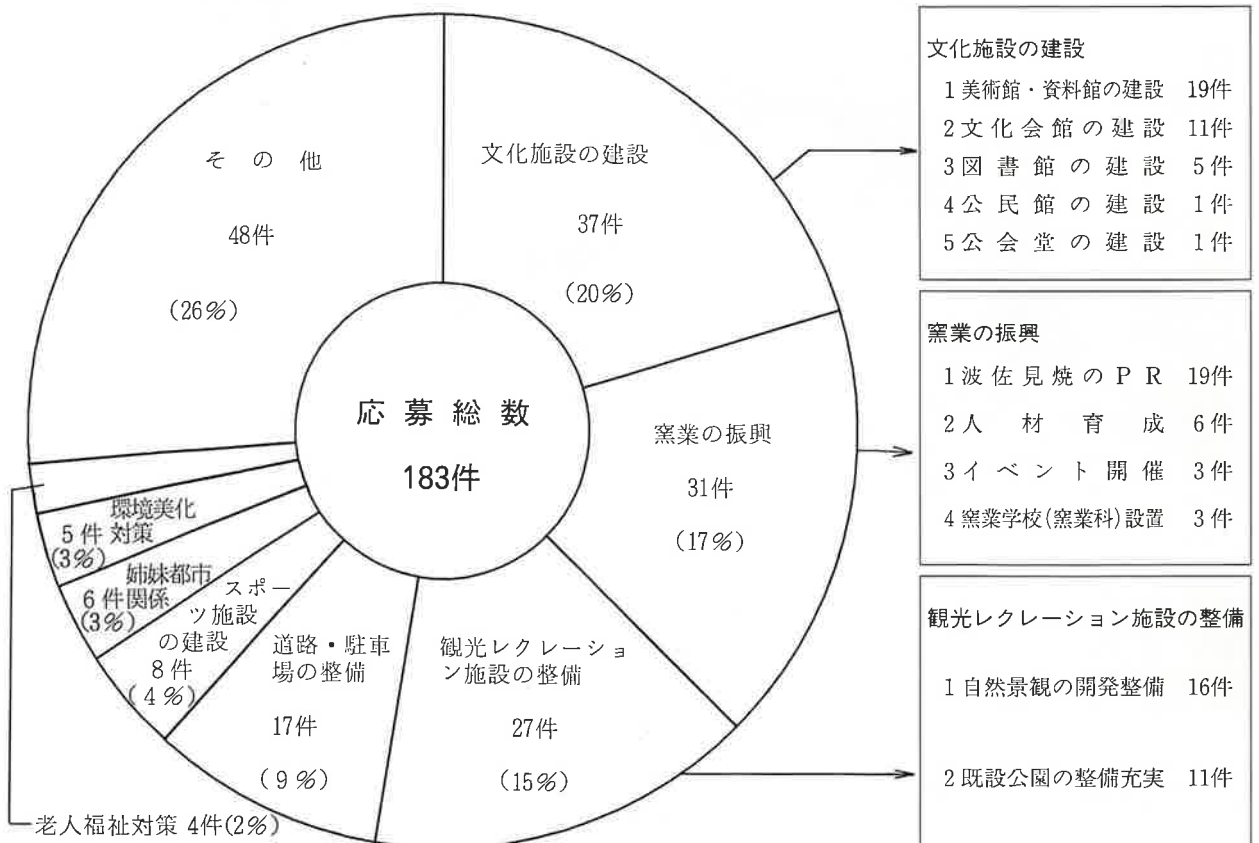 応募総数
183件
文化施設の建設
37件
(20%)
窯業の振興
31件
(17%)
観光レクレーショ
ン施設の整備
27件
(15%)
道路・駐車
場の整備
17件
(9%)
スポー
ツ施設
の建設
8件
(4%)
姉妹都市
6件関係
(3%)
環境美化
5件対策
(3%)
老人福祉対策 4件(2%)
その他
48件
(26%)
文化施設の建設
1美術館・資料館の建設 19件
2文化会館の建設 11件
3図書館の建設 5件
4公民館の建設 1件
5公会堂の建設 1件
窯業の振興
1波佐見焼のPR 19件
2人材育成 6件
3イベント開催 3件
4窯業学校(窯業科)設置 3件
観光レクレーション施設の整備
1自然景観の開発整備 16件
2既設公園の整備充実 11件